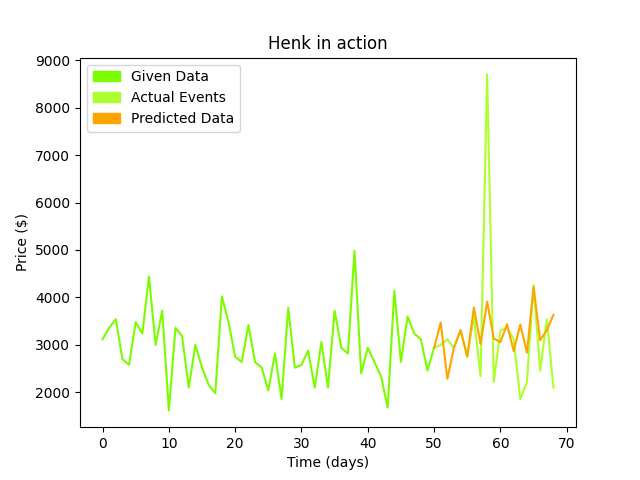 Henk in action
Given Data
Actual Events
Predicted Data
Price ($)
9000
8000
7000
6000
5000
4000
3000
2000
0 10 20 30 40 50 60 70
Time (days)